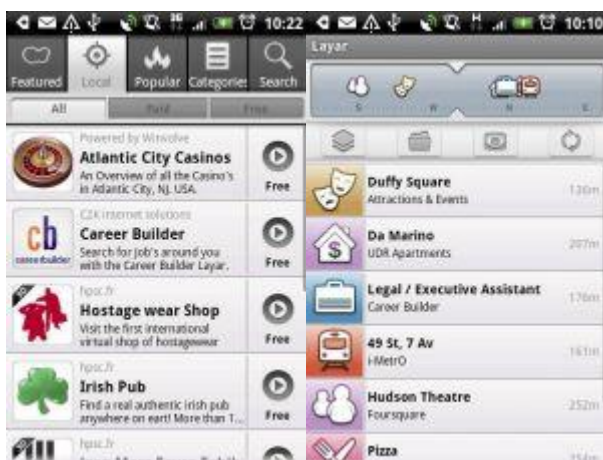 10:22
Featured
Local
Popular
Categories
Search
All
Paid
Free
Powered by Winvolve
Atlantic City Casinos
An Overview of all the Casino's
in Adlantic City, NJ, USA.
Free
CZK internet solutions
cb
careerbuilder
Career Builder
Search for Job's around you
with the Career Builder Layar.
Free
hpsc.fr
Hostage wear Shop
Visit the first international
virtual shop of hostagewear
Free
hpsc.fr
Irish Pub
Find a real authentic irish pub
anywhere on eart! More than 1...
Free
hpsc.fr
10:10
Layar
S
W
N
E
Duffy Square
Attractions & Events
130m
Da Marino
UDR Apartments
207m
Legal / Executive Assistant
Career Builder
176m
49 St, 7 Av
i-MetrO
161m
Hudson Theatre
Foursquare
252m
Pizza